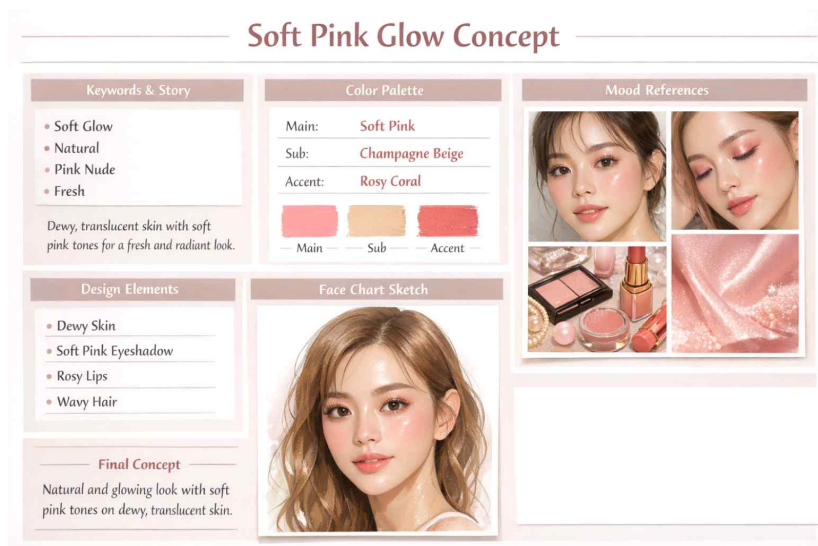 Soft Pink Glow Concept
Keywords & Story
• Soft Glow
• Natural
• Pink Nude
• Fresh
Dewy, translucent skin with soft
pink tones for a fresh and radiant look.
Color Palette
Main: Soft Pink
Sub: Champagne Beige
Accent: Rosy Coral
Main Sub Accent
Mood References
Design Elements
• Dewy Skin
• Soft Pink Eyeshadow
• Rosy Lips
• Wavy Hair
Face Chart Sketch
Final Concept
Natural and glowing look with soft
pink tones on dewy, translucent skin.